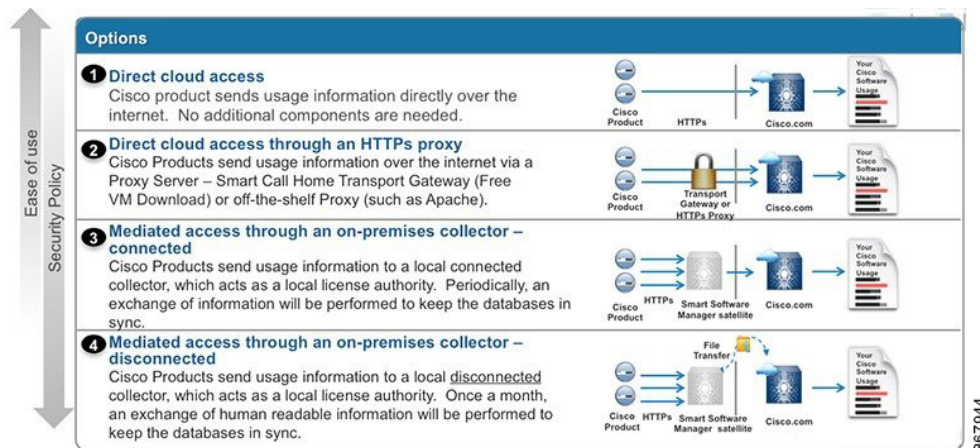 Options
Ease of use
Security Policy
1 Direct cloud access
Cisco product sends usage information directly over the
internet. No additional components are needed.
Cisco
Product
HTTPs
Cisco.com
Your
Cisco
Software
Usage
2 Direct cloud access through an HTTPs proxy
Cisco Products send usage information over the internet via a
Proxy Server – Smart Call Home Transport Gateway (Free
VM Download) or off-the-shelf Proxy (such as Apache).
Cisco
Product
Transport
Gateway or
HTTPs Proxy
Cisco.com
Your
Cisco
Software
Usage
3 Mediated access through an on-premises collector –
connected
Cisco Products send usage information to a local connected
collector, which acts as a local license authority. Periodically, an
exchange of information will be performed to keep the databases in
sync.
Cisco
Product
HTTPs
Smart Software
Manager satellite
Cisco.com
Your
Cisco
Software
Usage
4 Mediated access through an on-premises collector –
disconnected
Cisco Products send usage information to a local disconnected
collector, which acts as a local license authority. Once a month,
an exchange of human readable information will be performed to
keep the databases in sync.
File
Transfer
Cisco
Product
HTTPs
Smart Software
Manager satellite
Cisco.com
Your
Cisco
Software
Usage